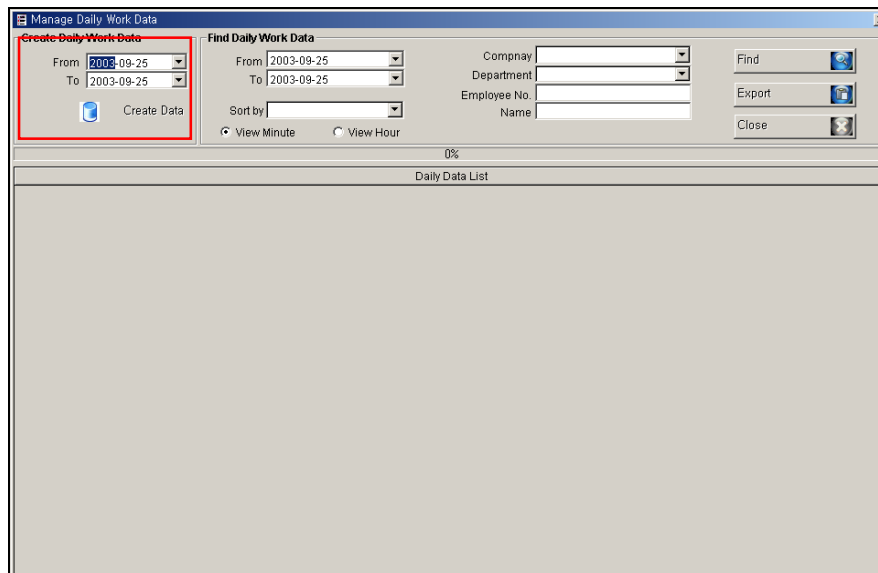 Manage Daily Work Data
Create Daily Work Data
From 2003-09-25
To 2003-09-25
Create Data
Find Daily Work Data
From 2003-09-25
To 2003-09-25
Sort by
View Minute View Hour
Compnay
Department
Employee No.
Name
Find
Export
Close
0%
Daily Data List